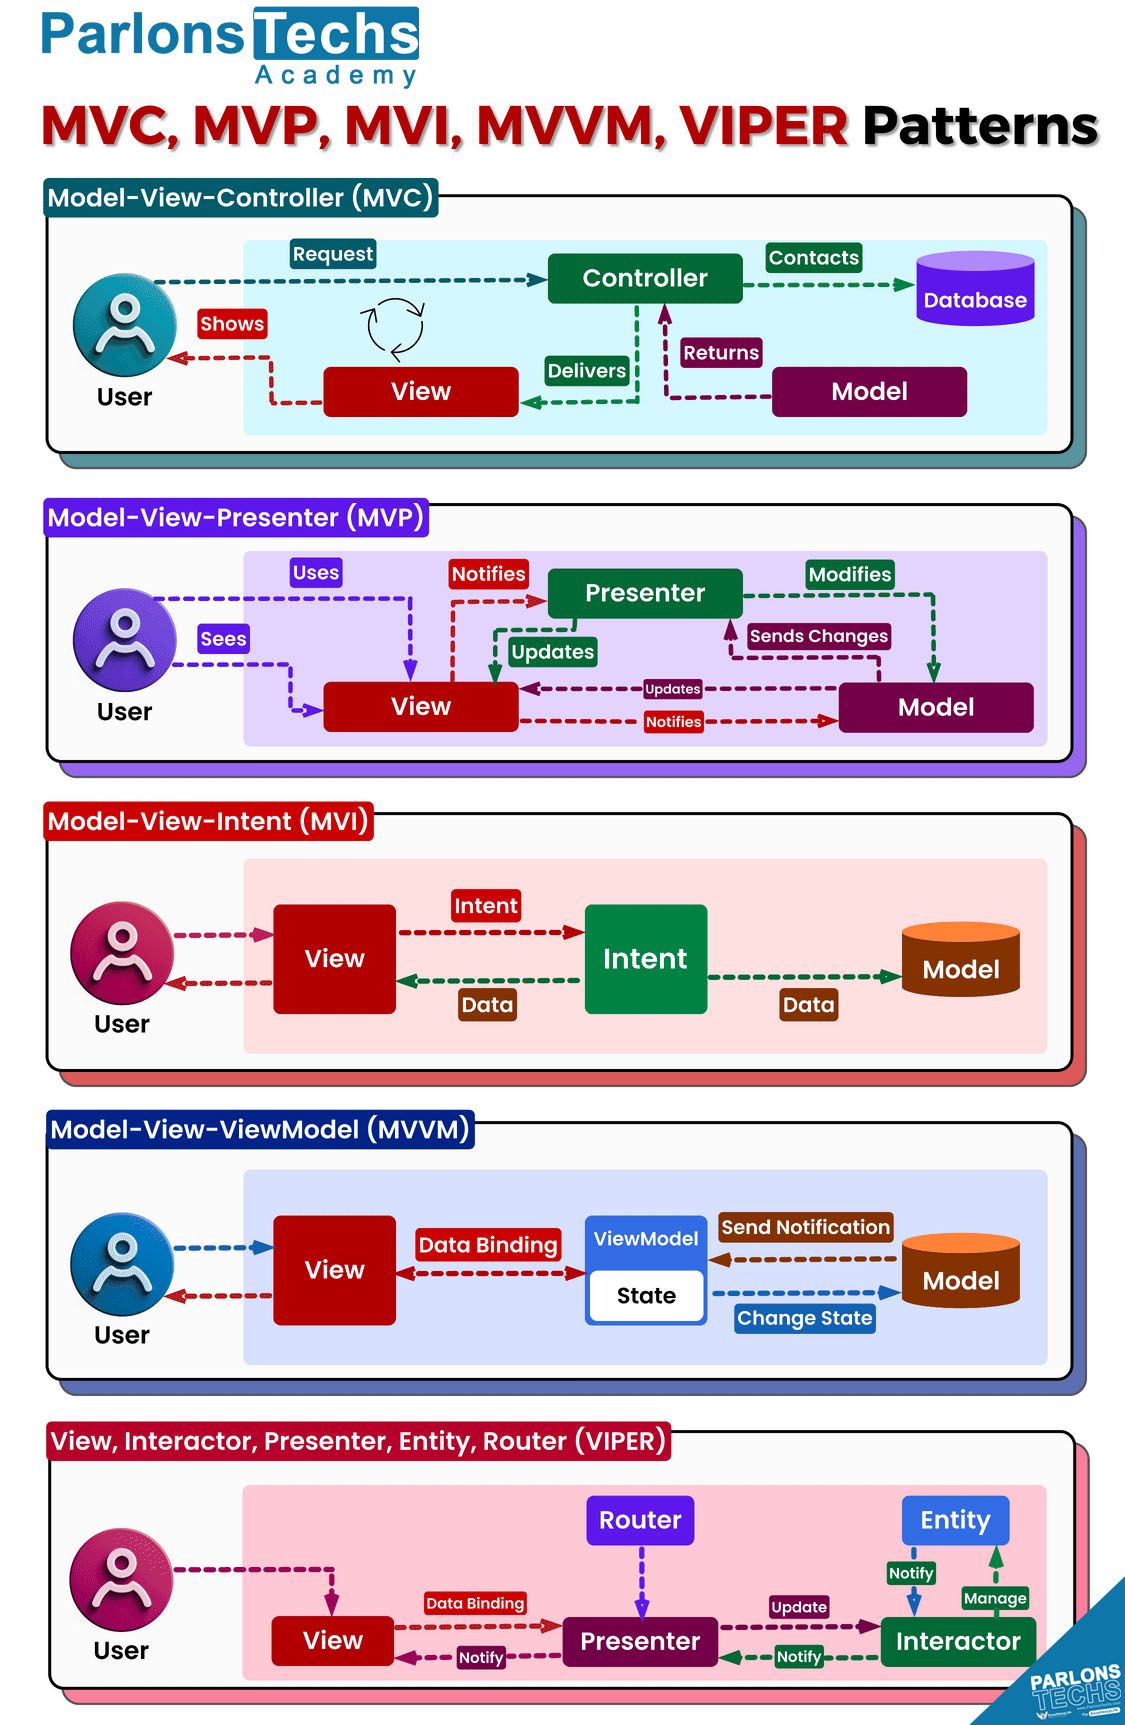 Parlons Techs
Academy
MVC, MVP, MVI, MVVM, VIPER Patterns
Model-View-Controller (MVC)
Request
Controller
Contacts
Database
Shows
User
View
Delivers
Returns
Model
Model-View-Presenter (MVP)
Uses
Notifies
Presenter
Modifies
Sees
Updates
Sends Changes
User
View
Updates
Notifies
Model
Model-View-Intent (MVI)
Intent
View
Intent
Model
Data
Data
User
Model-View-ViewModel (MVVM)
Data Binding
ViewModel
State
Send Notification
View
Model
Change State
User
View, Interactor, Presenter, Entity, Router (VIPER)
Router
Entity
Notify
Manage
Data Binding
Update
User
View
Notify
Presenter
Notify
Interactor
PARLONS
TECHS